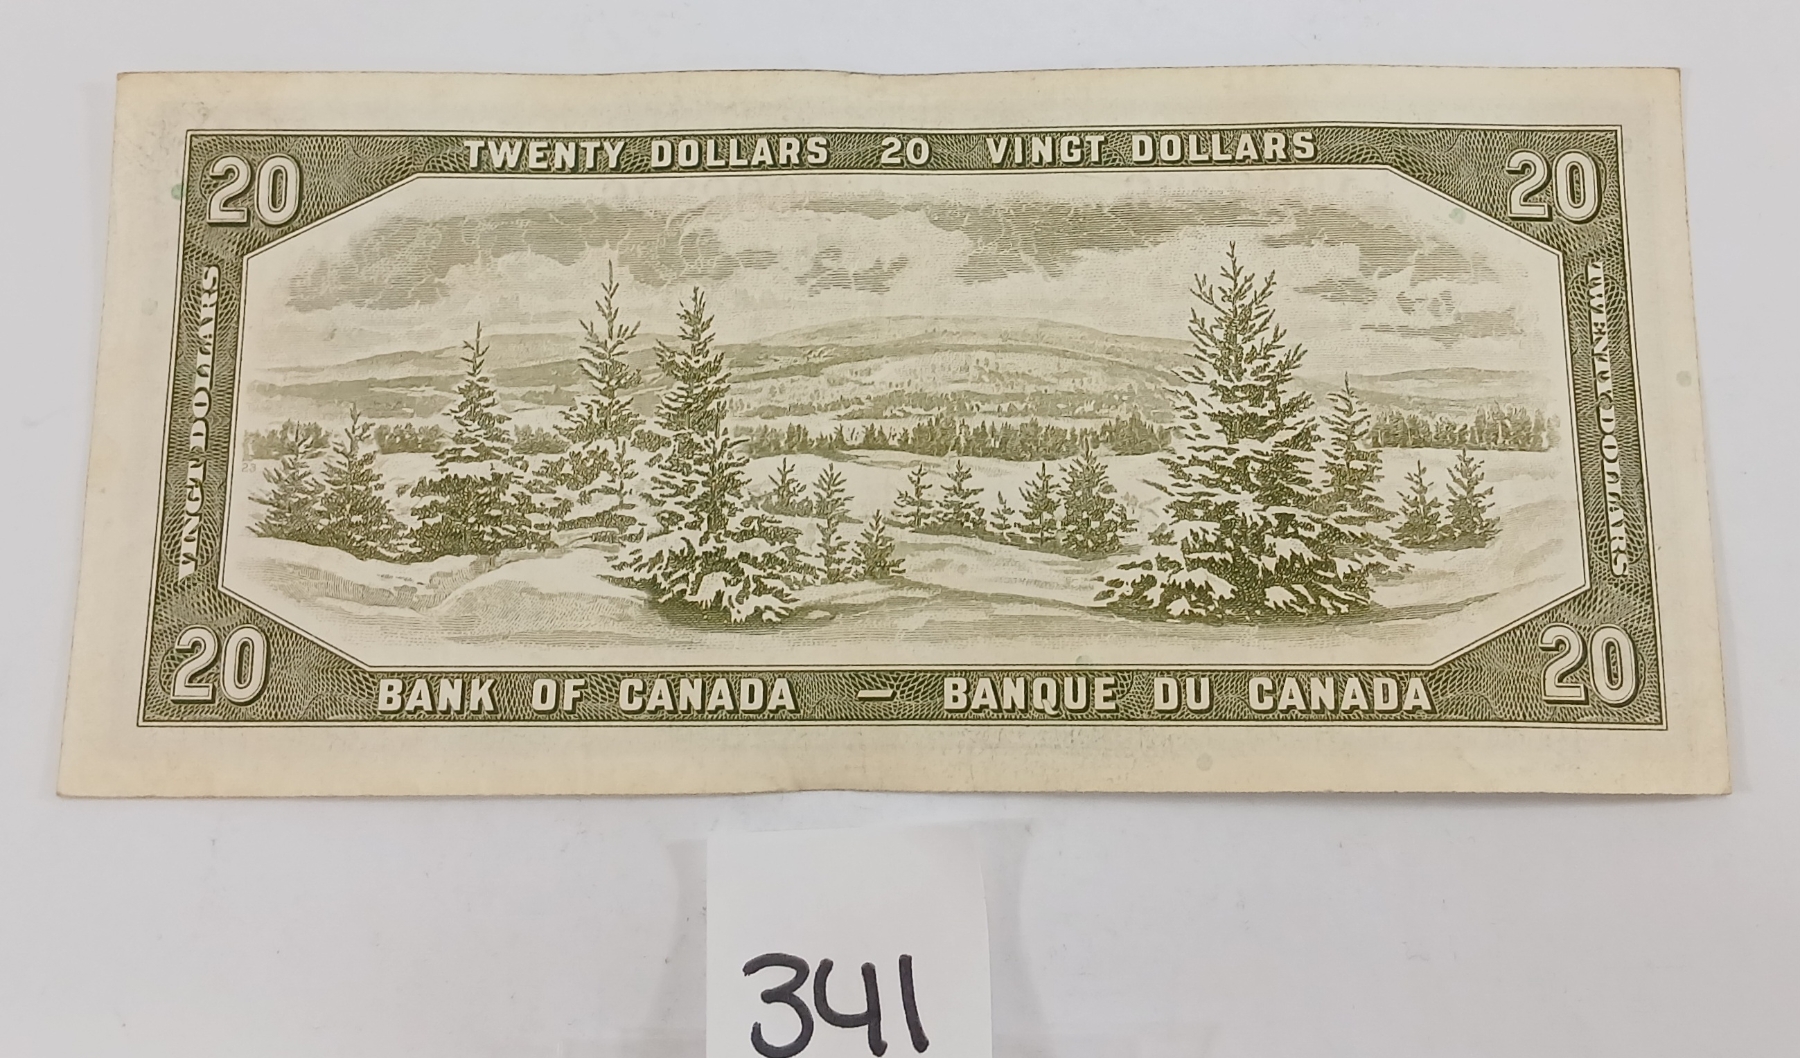 TWENTY DOLLARS 20 VINGT DOLLARS
20
20
VINGT DOLLARS
TWENTY DOLLARS
23
20
20
BANK OF CANADA — BANQUE DU CANADA
341